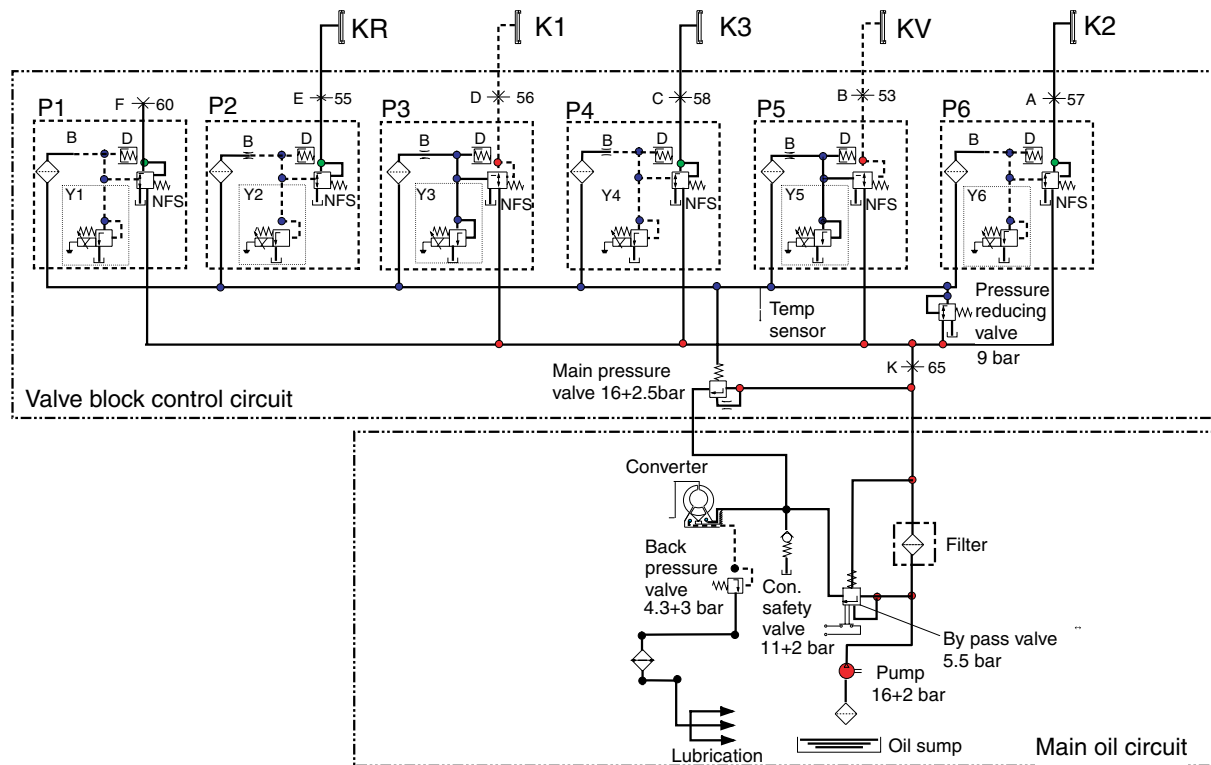 KR K1 K3 KV K2
P1 F 60 P2 E 55 P3 D 56 P4 C 58 P5 B 53 P6 A 57
B D B D B D B D B D B D
Y1 NFS Y2 NFS Y3 NFS Y4 NFS Y5 NFS Y6 NFS
Temp
sensor
Pressure
reducing
valve
9 bar
K 65
Main pressure
valve 16+2.5bar
Valve block control circuit
Converter
Filter
Back
pressure
valve
4.3+3 bar
Con.
safety
valve
11+2 bar
By pass valve
5.5 bar
Pump
16+2 bar
Lubrication
Oil sump
Main oil circuit